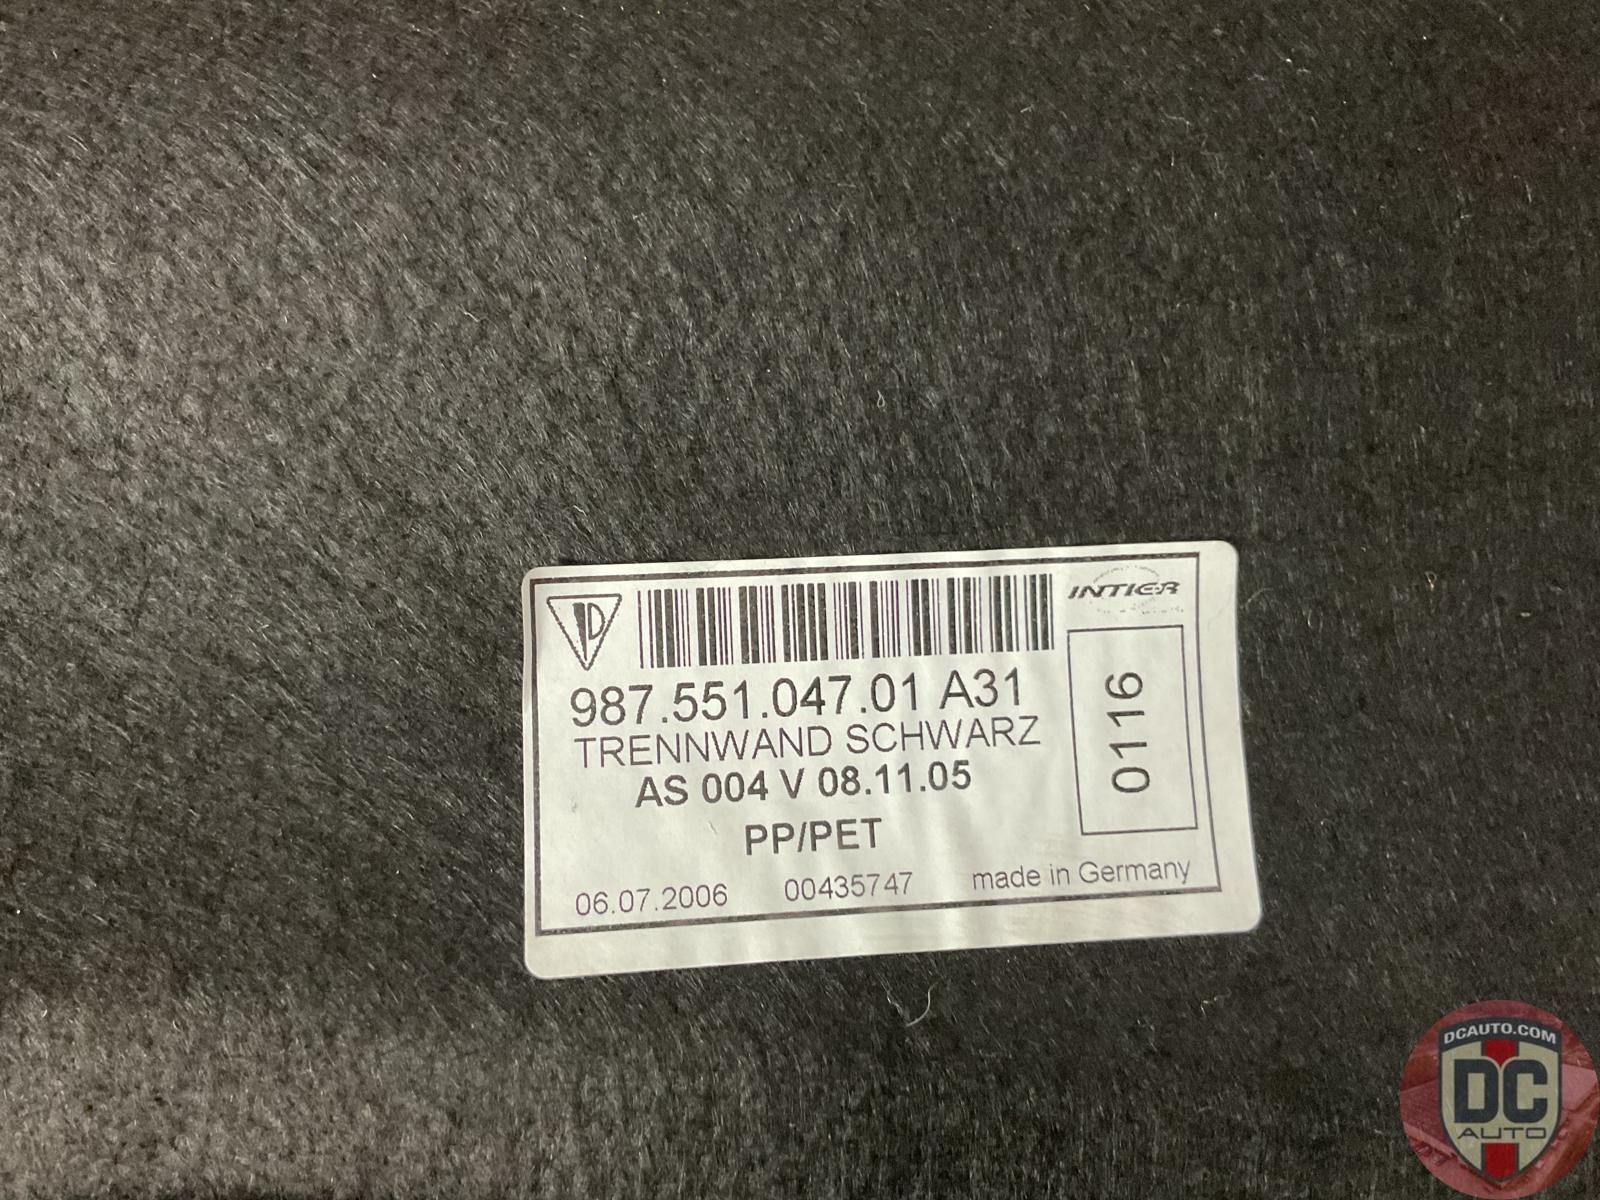 INTIER
987.551.047.01 A31
TRENNWAND SCHWARZ
AS 004 V 08.11.05
PP/PET
0116
06.07.2006 00435747 made in Germany
DCAUTO.COM
DC
AUTO